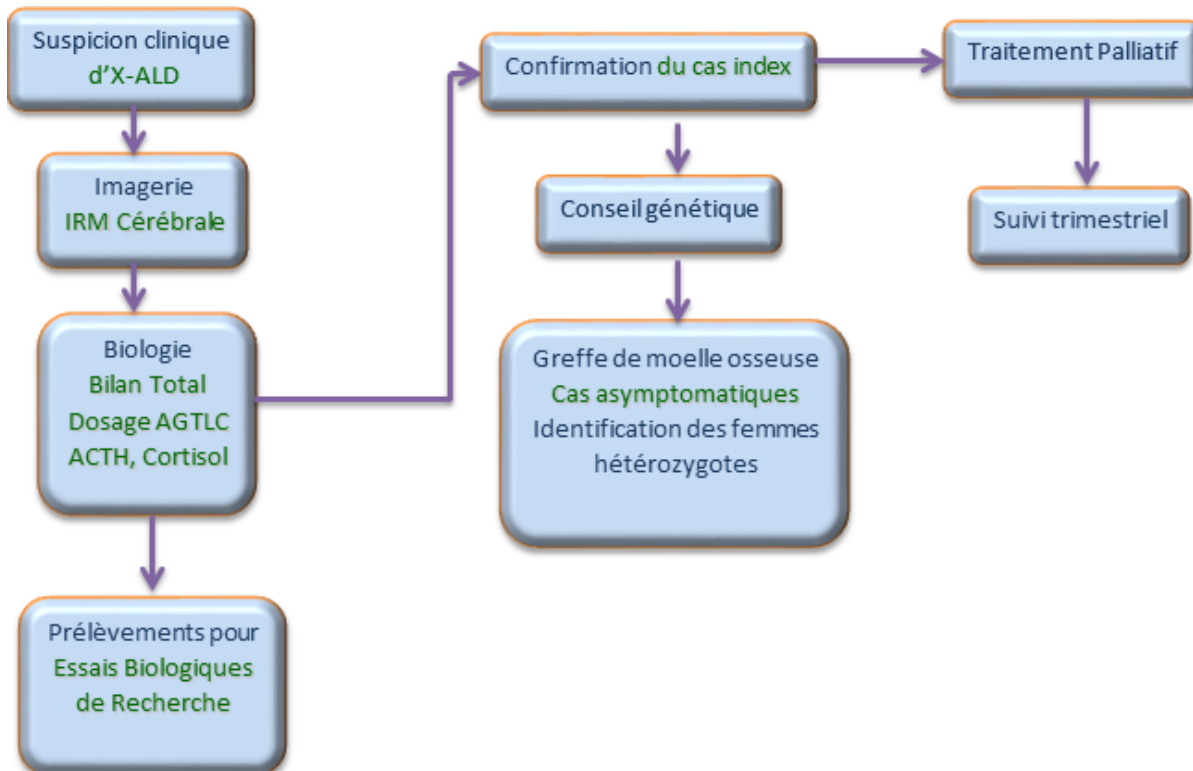 Suspicion clinique
d'X-ALD
Imagerie
IRM Cérébrale
Biologie
Bilan Total
Dosage AGTLC
ACTH, Cortisol
Prélèvements pour
Essais Biologiques
de Recherche
Confirmation du cas index
Conseil génétique
Greffe de moelle osseuse
Cas asymptomatiques
Identification des femmes
hétérozygotes
Traitement Palliatif
Suivi trimestriel